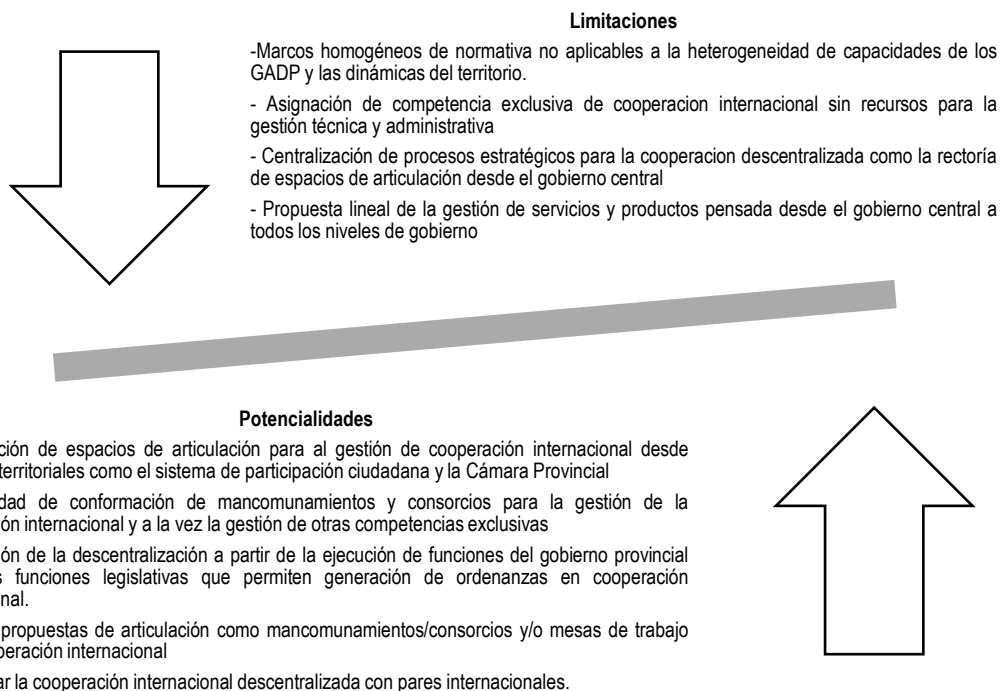 Limitaciones
-Marcos homogéneos de normativa no aplicables a la heterogeneidad de capacidades de los
GADP y las dinámicas del territorio.
- Asignación de competencia exclusiva de cooperacion internacional sin recursos para la
gestión técnica y administrativa
- Centralización de procesos estratégicos para la cooperacion descentralizada como la rectoría
de espacios de articulación desde el gobierno central
- Propuesta lineal de la gestión de servicios y productos pensada desde el gobierno central a
todos los niveles de gobierno
Potencialidades
ción de espacios de articulación para al gestión de cooperación internacional desde
territoriales como el sistema de participación ciudadana y la Cámara Provincial
dad de conformación de mancomunamientos y consorcios para la gestión de la
ón internacional y a la vez la gestión de otras competencias exclusivas
ón de la descentralización a partir de la ejecución de funciones del gobierno provincial
s funciones legislativas que permiten generación de ordenanzas en cooperación
nal.
propuestas de articulación como mancomunamientos/consorcios y/o mesas de trabajo
peración internacional
ar la cooperación internacional descentralizada con pares internacionales.